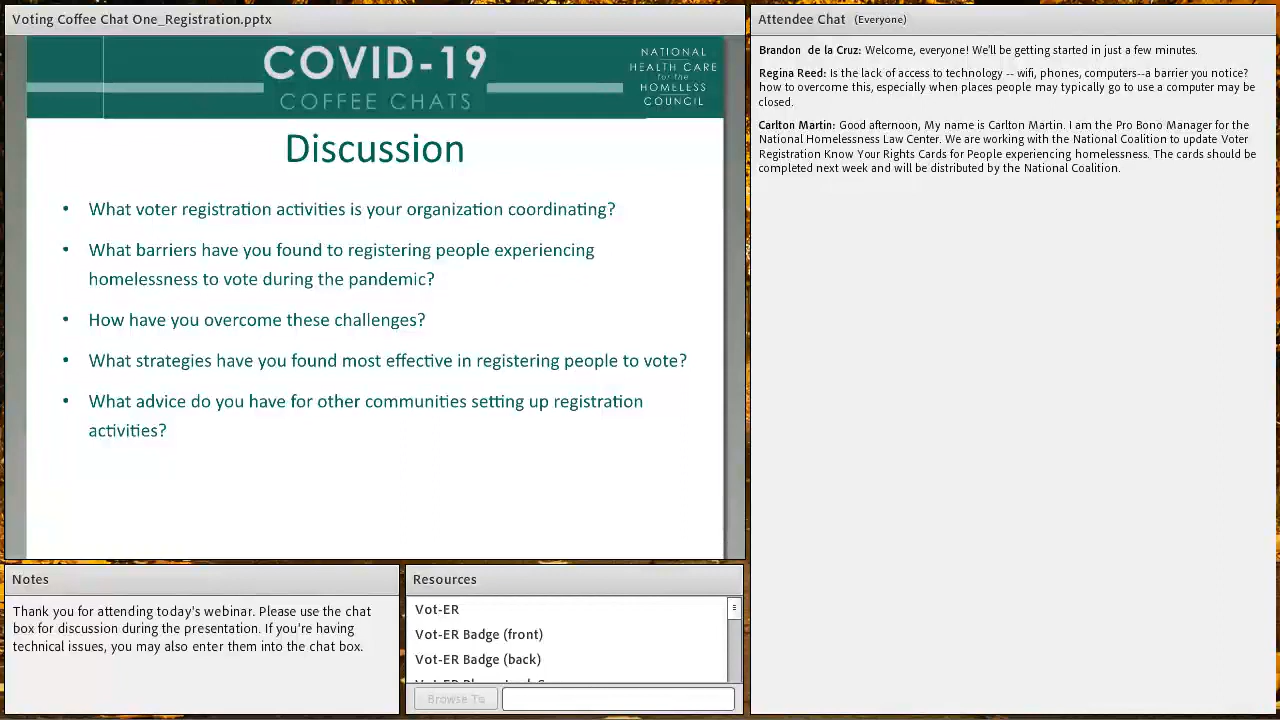 Voting Coffee Chat One_Registration.pptx
COVID-19
COFFEE CHATS
NATIONAL
HEALTH CARE
for the
HOMELESS
COUNCIL
Discussion
• What voter registration activities is your organization coordinating?
• What barriers have you found to registering people experiencing
homelessness to vote during the pandemic?
• How have you overcome these challenges?
• What strategies have you found most effective in registering people to vote?
• What advice do you have for other communities setting up registration
activities?
Notes
Thank you for attending today's webinar. Please use the chat
box for discussion during the presentation. If you're having
technical issues, you may also enter them into the chat box.
Resources
Vot-ER
Vot-ER Badge (front)
Vot-ER Badge (back)
Browse To
Attendee Chat (Everyone)
Brandon de la Cruz: Welcome, everyone! We'll be getting started in just a few minutes.
Regina Reed: Is the lack of access to technology -- wifi, phones, computers--a barrier you notice?
how to overcome this, especially when places people may typically go to use a computer may be
closed.
Carlton Martin: Good afternoon, My name is Carlton Martin. I am the Pro Bono Manager for the
National Homelessness Law Center. We are working with the National Coalition to update Voter
Registration Know Your Rights Cards for People experiencing homelessness. The cards should be
completed next week and will be distributed by the National Coalition.